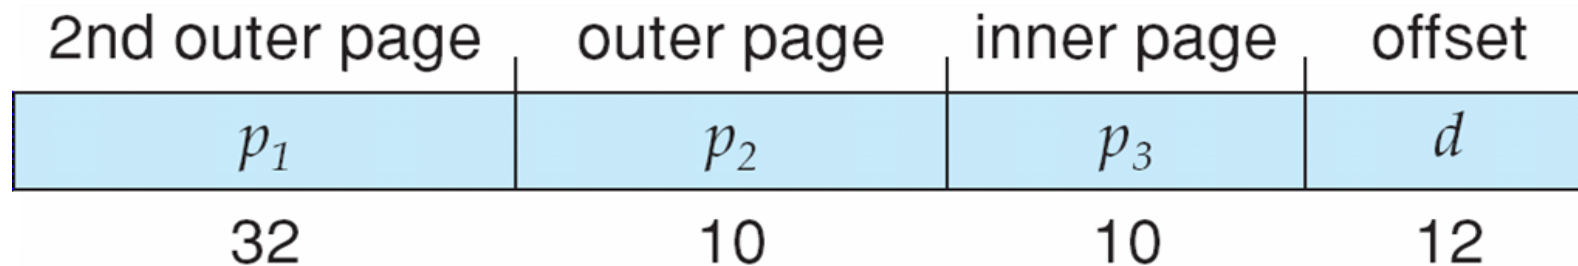 2nd outer page outer page inner page offset
p1 p2 p3 d
32 10 10 12